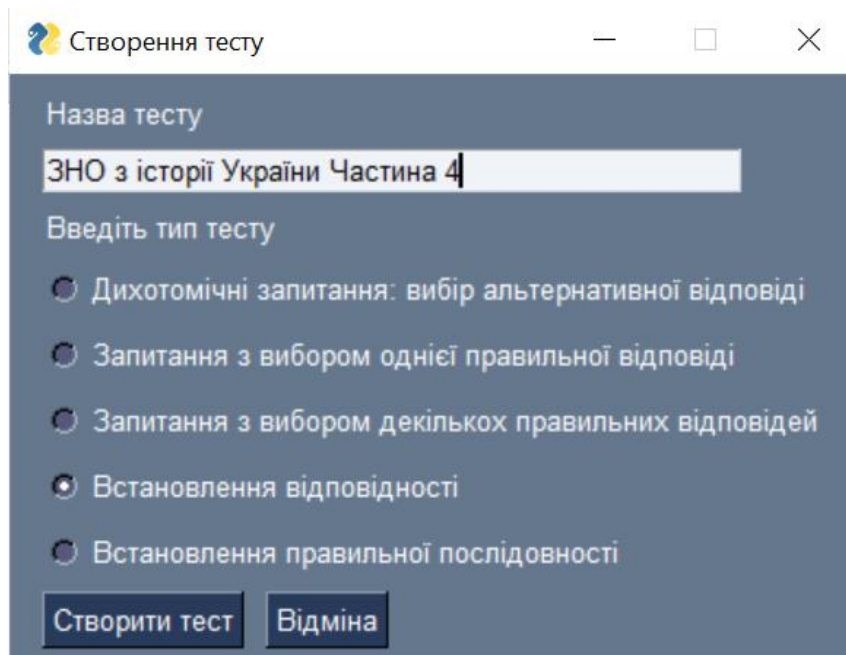 Створення тесту
Назва тесту
ЗНО з історії України Частина 4
Введіть тип тесту
Дихотомічні запитання: вибір альтернативної відповіді
Запитання з вибором однієї правильної відповіді
Запитання з вибором декількох правильних відповідей
Встановлення відповідності
Встановлення правильної послідовності
Створити тест Відміна